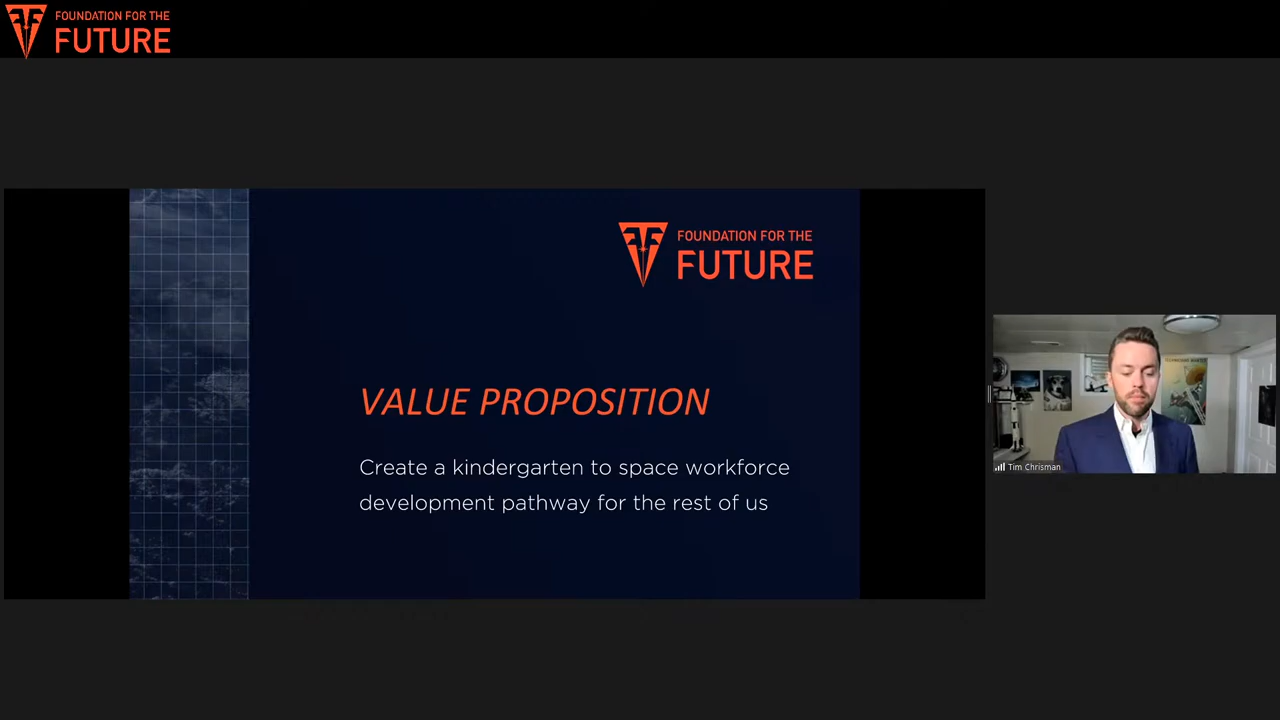 FOUNDATION FOR THE
FUTURE
FOUNDATION FOR THE
FUTURE
VALUE PROPOSITION
Create a kindergarten to space workforce
development pathway for the rest of us
Tim Chrisman